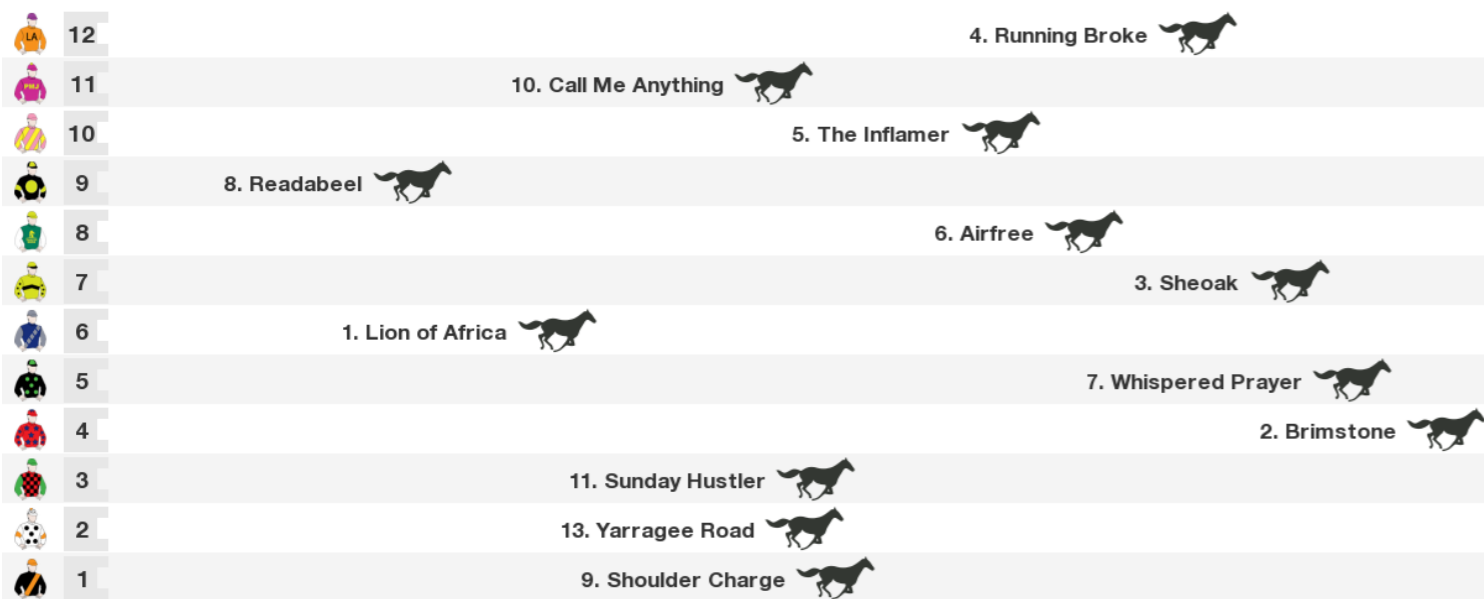 LA 12 4. Running Broke
PMJ 11 10. Call Me Anything
10 5. The Inflamer
9 8. Readabeel
8 6. Airfree
7 3. Sheoak
6 1. Lion of Africa
5 7. Whispered Prayer
4 2. Brimstone
3 11. Sunday Hustler
2 13. Yarragee Road
1 9. Shoulder Charge